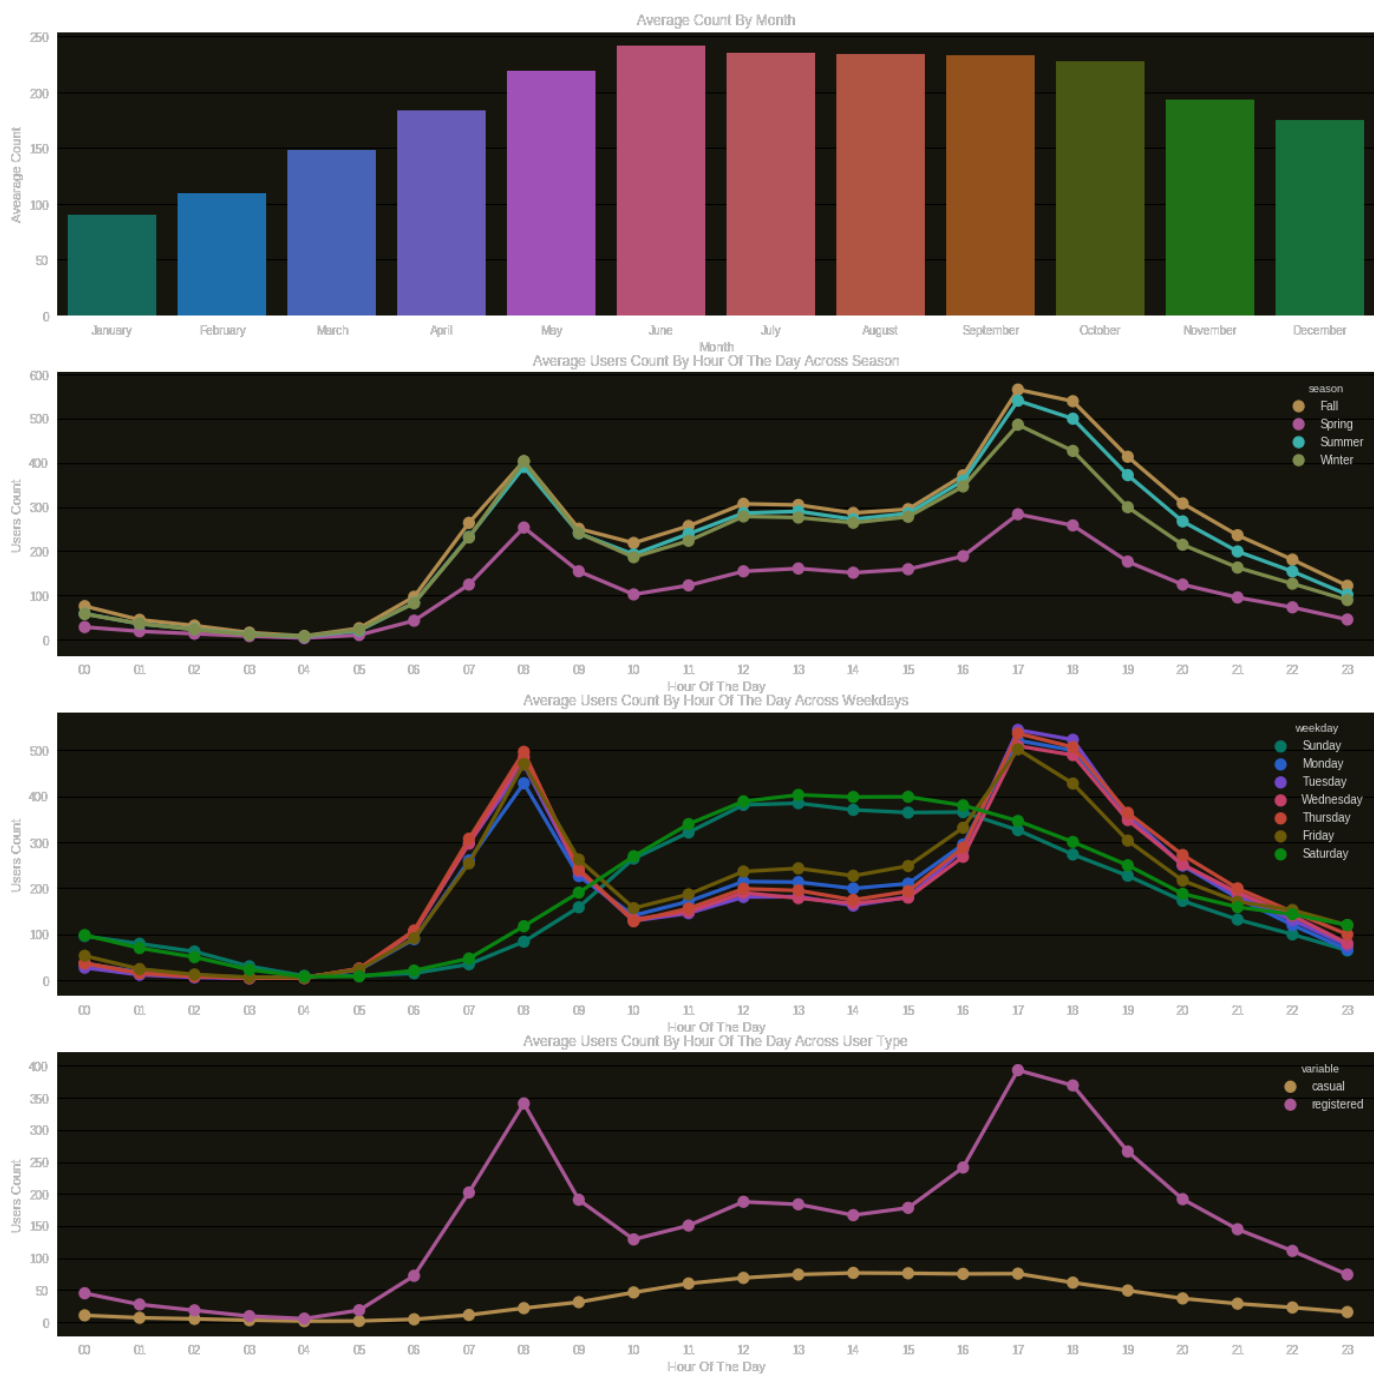 Average Count By Month
250
200
150
100
50
0
Avearage Count
January February March April May June July August September October November December
Month
Average Users Count By Hour Of The Day Across Season
600
500
400
300
200
100
0
Users Count
season
Fall
Spring
Summer
Winter
00 01 02 03 04 05 06 07 08 09 10 11 12 13 14 15 16 17 18 19 20 21 22 23
Hour Of The Day
Average Users Count By Hour Of The Day Across Weekdays
500
400
300
200
100
0
Users Count
weekday
Sunday
Monday
Tuesday
Wednesday
Thursday
Friday
Saturday
00 01 02 03 04 05 06 07 08 09 10 11 12 13 14 15 16 17 18 19 20 21 22 23
Hour Of The Day
Average Users Count By Hour Of The Day Across User Type
400
350
300
250
200
150
100
50
0
Users Count
variable
casual
registered
00 01 02 03 04 05 06 07 08 09 10 11 12 13 14 15 16 17 18 19 20 21 22 23
Hour Of The Day